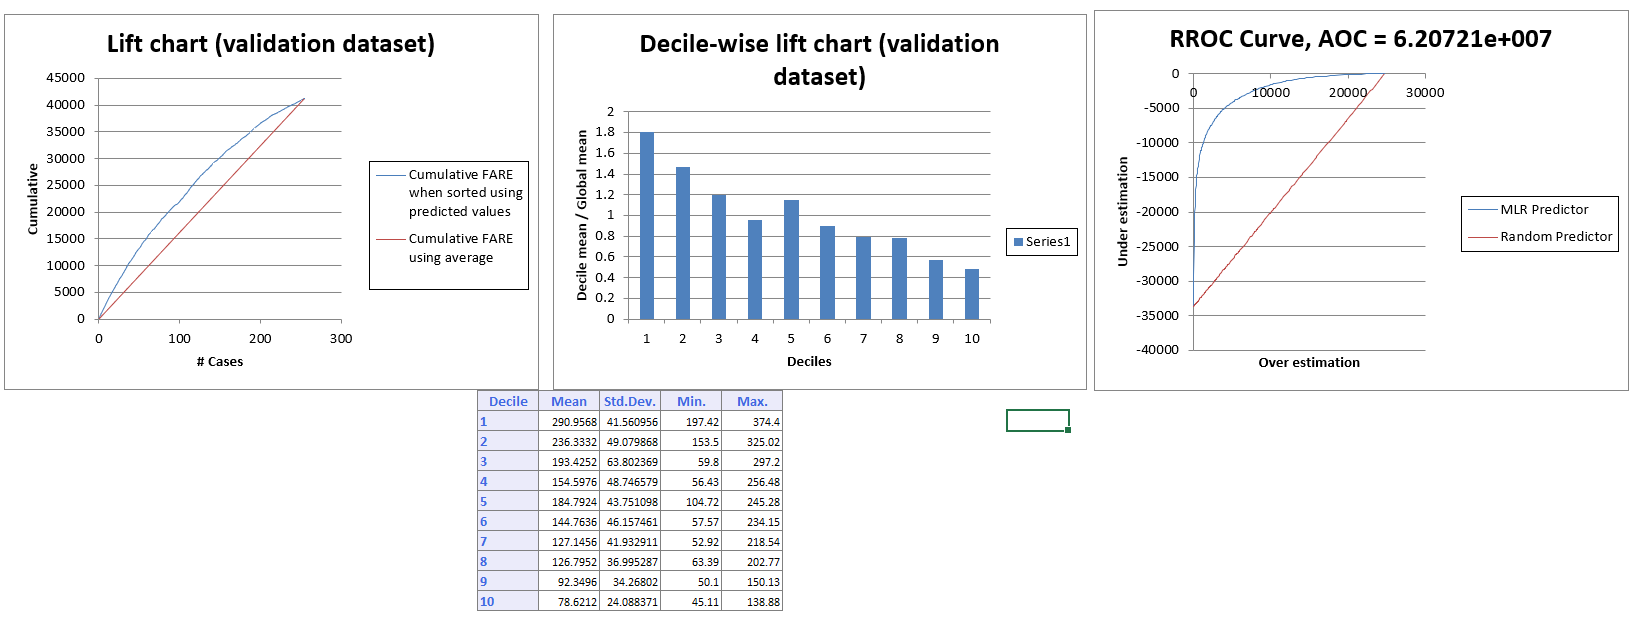 Lift chart (validation dataset)
Cumulative
45000
40000
35000
30000
25000
20000
15000
10000
5000
0
0 100 200 300
# Cases
Cumulative FARE
when sorted using
predicted values
Cumulative FARE
using average
Decile-wise lift chart (validation
dataset)
Decile mean / Global mean
2
1.8
1.6
1.4
1.2
1
0.8
0.6
0.4
0.2
0
1 2 3 4 5 6 7 8 9 10
Deciles
Series1
RROC Curve, AOC = 6.20721e+007
Under estimation
0
-5000
-10000
-15000
-20000
-25000
-30000
-35000
-40000
0 10000 20000 30000
Over estimation
MLR Predictor
Random Predictor
Decile Mean Std.Dev. Min. Max.
1 290.9568 41.560956 197.42 374.4
2 236.3332 49.079868 153.5 325.02
3 193.4252 63.802369 59.8 297.2
4 154.5976 48.746579 56.43 256.48
5 184.7924 43.751098 104.72 245.28
6 144.7636 46.157461 57.57 234.15
7 127.1456 41.932911 52.92 218.54
8 126.7952 36.995287 63.39 202.77
9 92.3496 34.26802 50.1 150.13
10 78.6212 24.088371 45.11 138.88